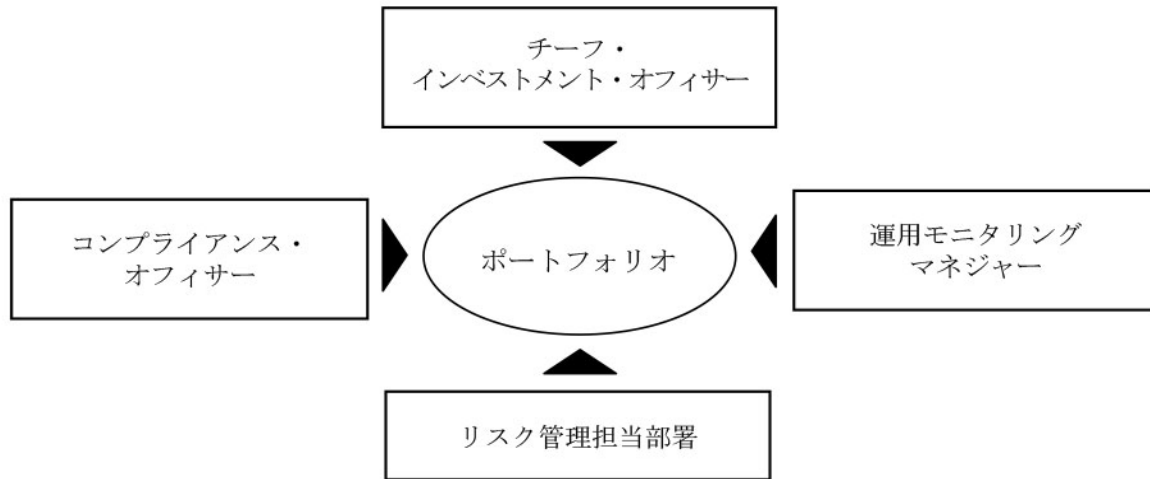 チーフ・
インベストメント・オフィサー
コンプライアンス・
オフィサー
ポートフォリオ
運用モニタリング
マネジャー
リスク管理担当部署